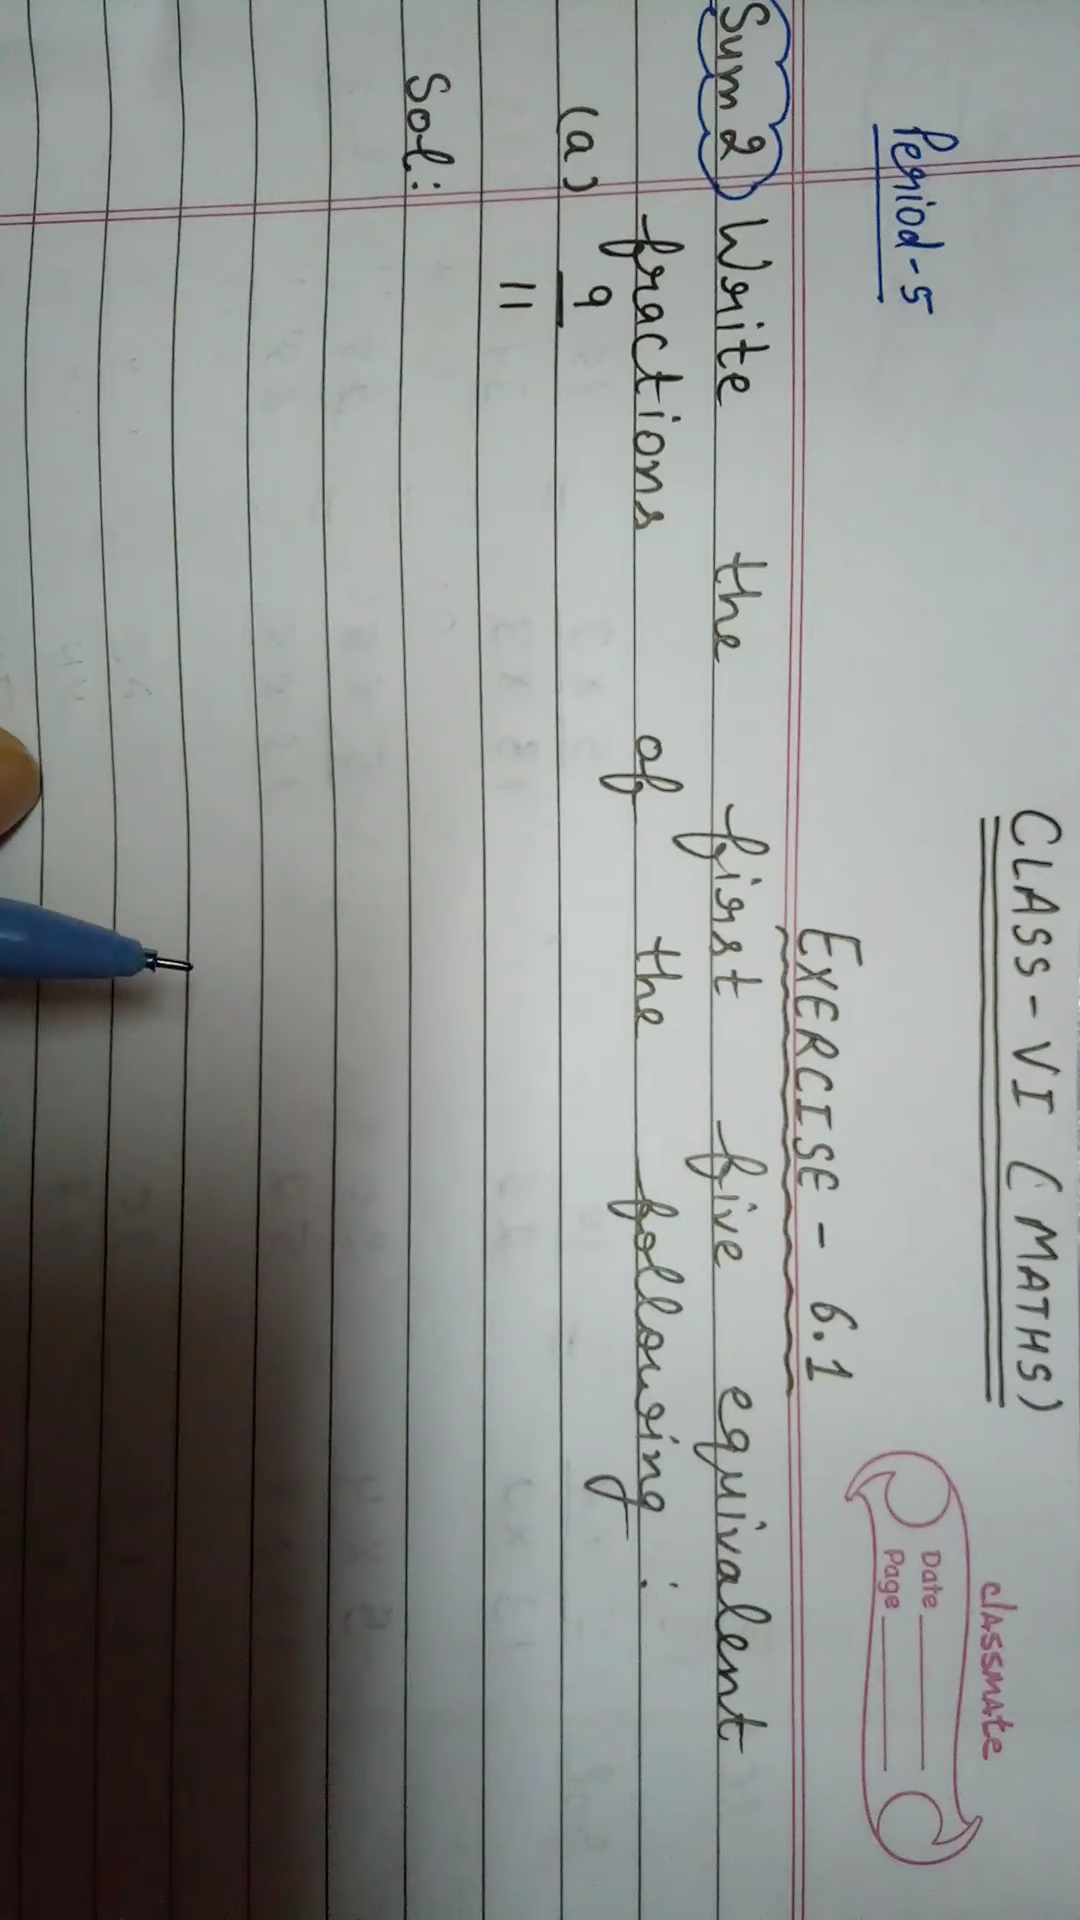 CLASS-VI (MATHS)
classmate
Date
Page
Period-5
EXERCISE - 6.1
Sum 2) Write the first five equivalent
fractions of the following:
(a) 9
11
Sol: